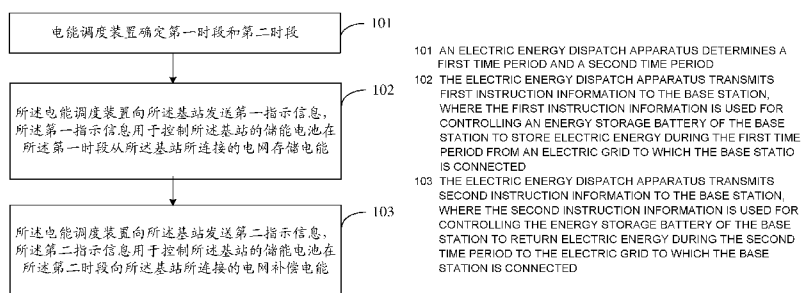 电能调度装置确定第一时段和第二时段
101
所述电能调度装置向所述基站发送第一指示信息，
所述第一指示信息用于控制所述基站的储能电池在
所述第一时段从所述基站所连接的电网存储电能
102
所述电能调度装置向所述基站发送第二指示信息，
所述第二指示信息用于控制所述基站的储能电池在
所述第二时段向所述基站所连接的电网补偿电能
103
101 AN ELECTRIC ENERGY DISPATCH APPARATUS DETERMINES A
FIRST TIME PERIOD AND A SECOND TIME PERIOD
102 THE ELECTRIC ENERGY DISPATCH APPARATUS TRANSMITS
FIRST INSTRUCTION INFORMATION TO THE BASE STATION,
WHERE THE FIRST INSTRUCTION INFORMATION IS USED FOR
CONTROLLING AN ENERGY STORAGE BATTERY OF THE BASE
STATION TO STORE ELECTRIC ENERGY DURING THE FIRST TIME
PERIOD FROM AN ELECTRIC GRID TO WHICH THE BASE STATIO
IS CONNECTED
103 THE ELECTRIC ENERGY DISPATCH APPARATUS TRANSMITS
SECOND INSTRUCTION INFORMATION TO THE BASE STATION,
WHERE THE SECOND INSTRUCTION INFORMATION IS USED FOR
CONTROLLING THE ENERGY STORAGE BATTERY OF THE BASE
STATION TO RETURN ELECTRIC ENERGY DURING THE SECOND
TIME PERIOD TO THE ELECTRIC GRID TO WHICH THE BASE
STATION IS CONNECTED